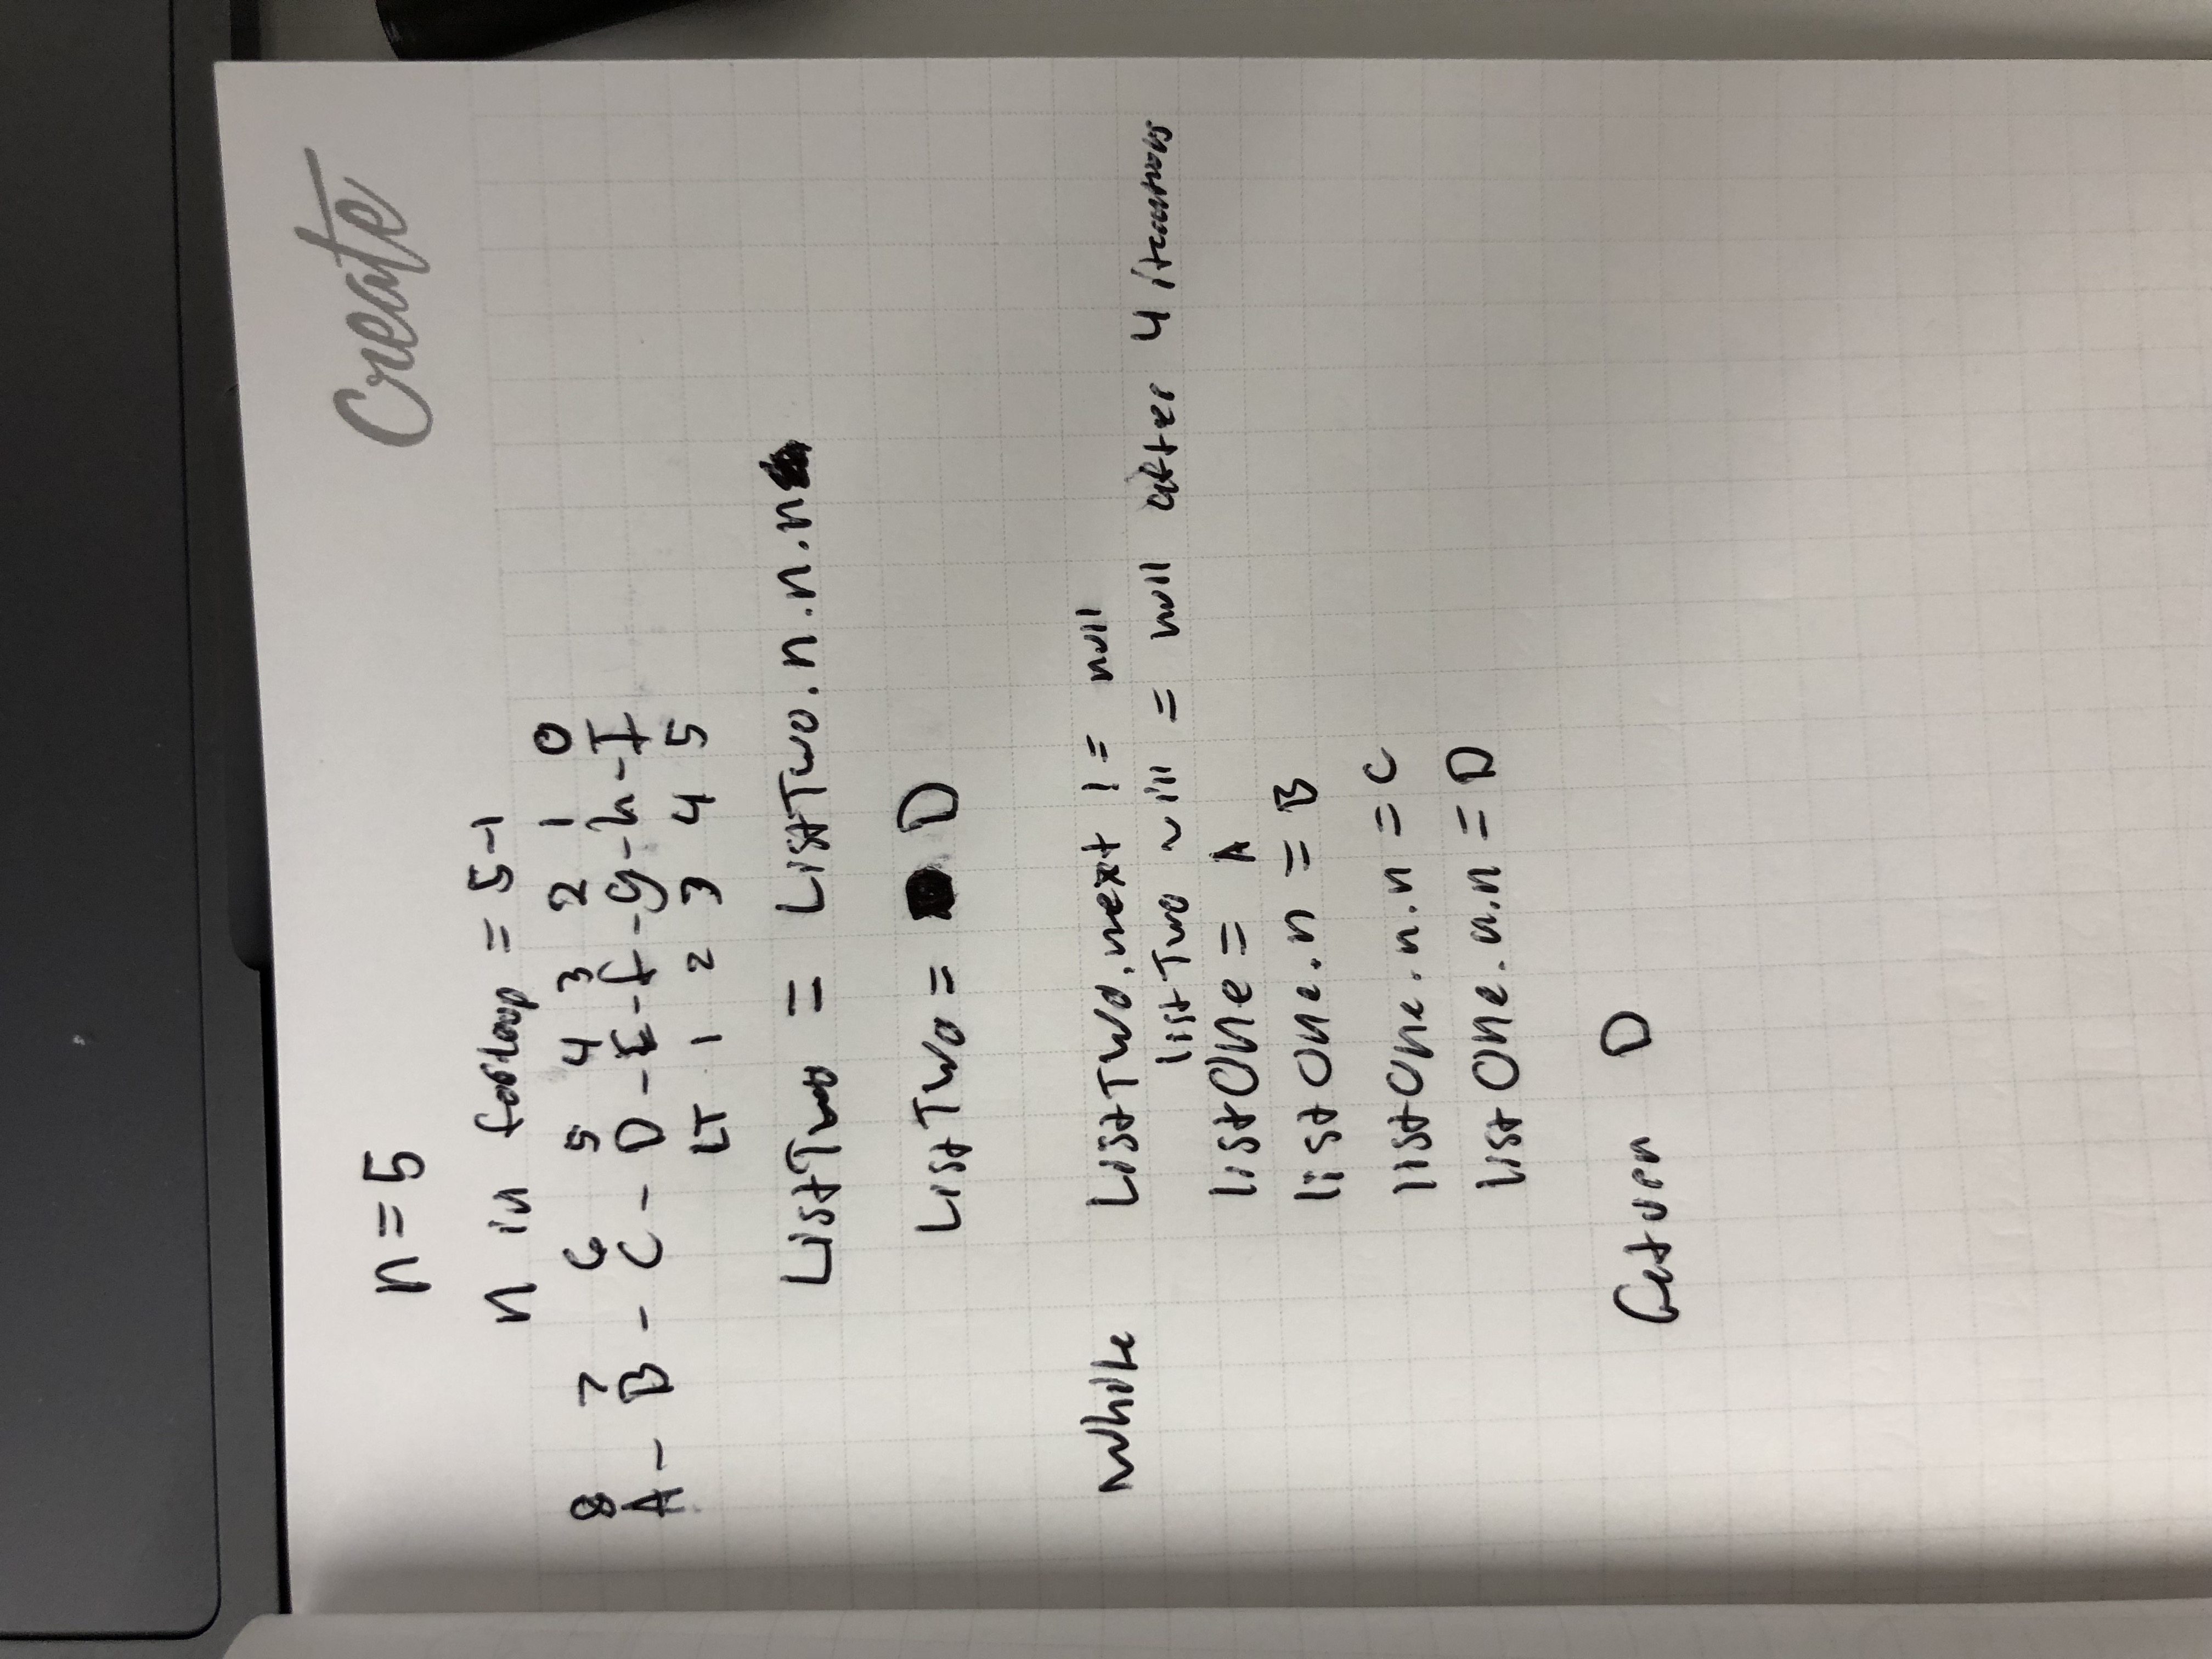 Create
n = 5
n in forloop = 5-1
8 7 6 5 4 3 2 1 0
A - B - C - D - E - f - g - h - I
LT 1 2 3 4 5
ListTwo = ListTwo.n.n.n
ListTwo = D
While ListTwo.next != null
listTwo will = null after 4 iterations
listOne = A
listOne.n = B
listOne.n.n = C
listOne.n.n = D
return D